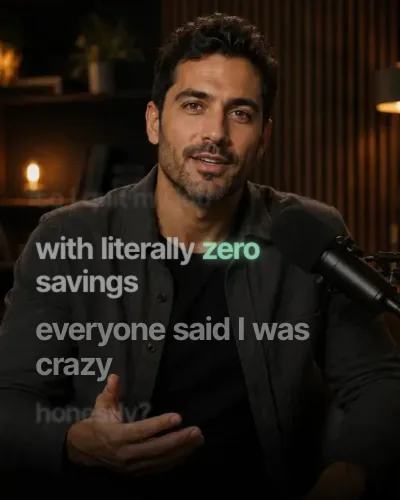 with literally zero
savings
everyone said I was
crazy
honestly?